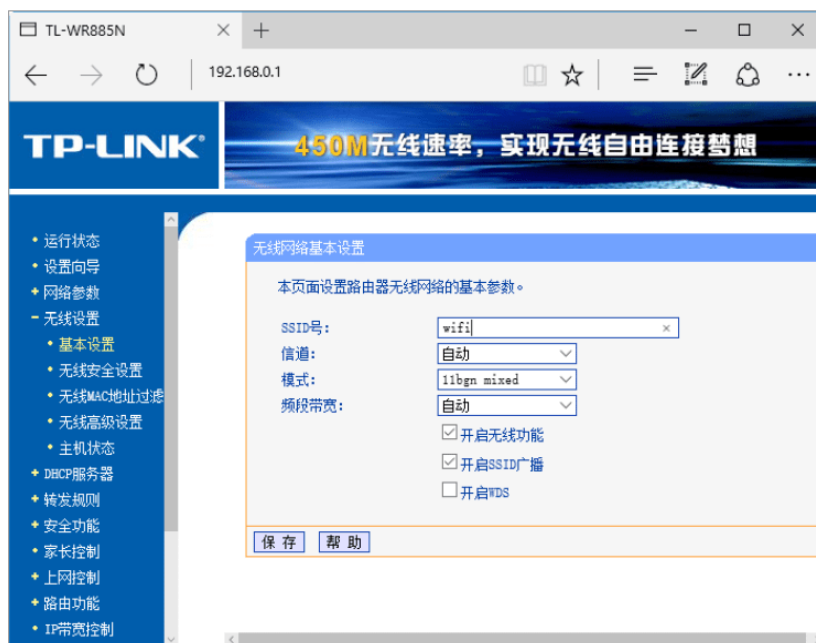 TL-WR885N
192.168.0.1
TP-LINK®
450M无线速率，实现无线自由连接梦想
运行状态
设置向导
网络参数
无线设置
基本设置
无线安全设置
无线MAC地址过滤
无线高级设置
主机状态
DHCP服务器
转发规则
安全功能
家长控制
上网控制
路由功能
IP带宽控制
无线网络基本设置
本页面设置路由器无线网络的基本参数。
SSID号： wifi
信道： 自动
模式： 11bgn mixed
频段带宽： 自动
开启无线功能
开启SSID广播
开启WDS
保存 帮助